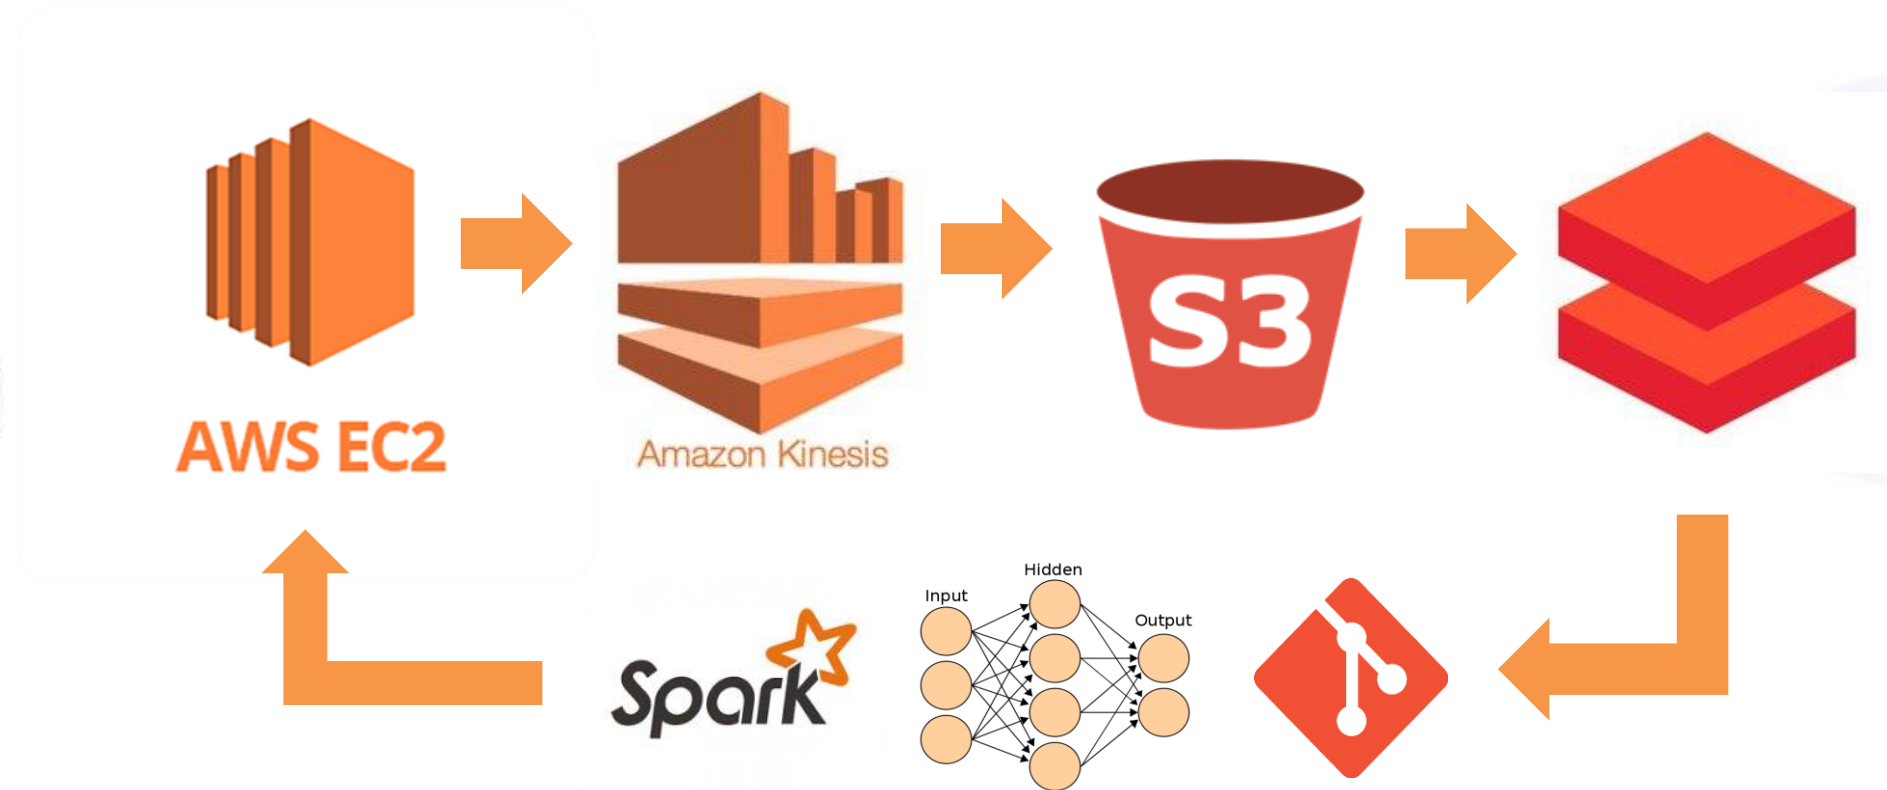 AWS EC2
Amazon Kinesis
S3
Spark
Input
Hidden
Output